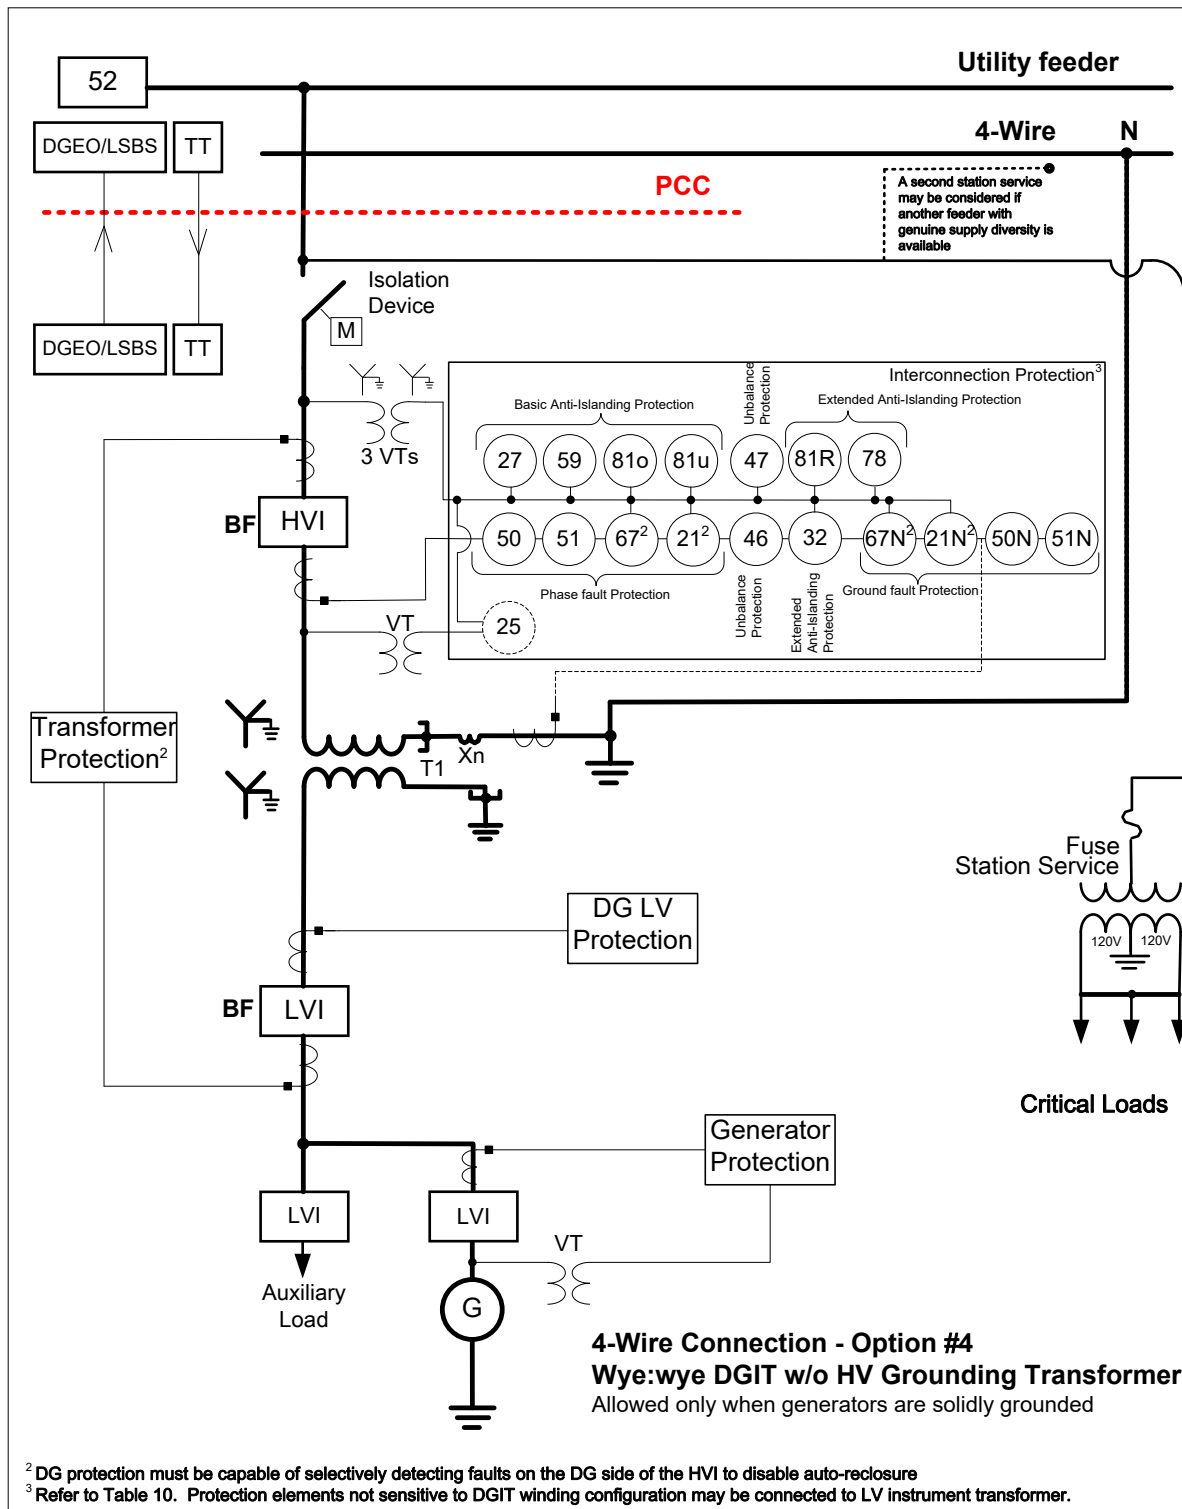 52
Utility feeder
DGEO/LSBS
TT
4-Wire
N
PCC
A second station service
may be considered if
another feeder with
genuine supply diversity is
available
Isolation
Device
M
DGEO/LSBS
TT
Interconnection Protection3
Basic Anti-Islanding Protection
Unbalance
Protection
Extended Anti-Islanding Protection
3 VTs
27
59
81o
81u
47
81R
78
BF
HVI
50
51
67²
21²
46
32
67N²
21N²
50N
51N
Phase fault Protection
Unbalance
Protection
Extended
Anti-Islanding
Protection
Ground fault Protection
VT
25
Transformer
Protection²
T1
Xn
Fuse
Station Service
120V
120V
DG LV
Protection
BF
LVI
Critical Loads
Generator
Protection
LVI
LVI
VT
Auxiliary
Load
G
4-Wire Connection - Option #4
Wye:wye DGIT w/o HV Grounding Transformer
Allowed only when generators are solidly grounded
² DG protection must be capable of selectively detecting faults on the DG side of the HVI to disable auto-reclosure
³ Refer to Table 10. Protection elements not sensitive to DGIT winding configuration may be connected to LV instrument transformer.